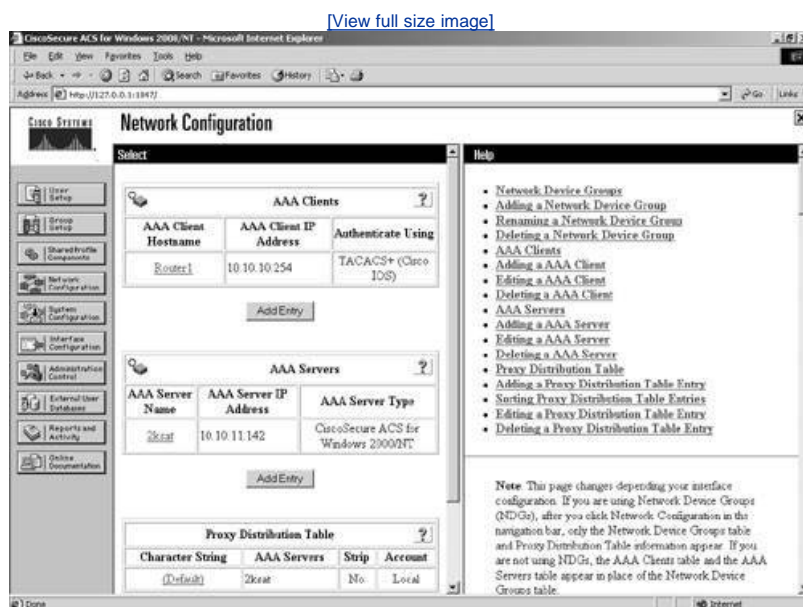 [View full size image]
CiscoSecure ACS for Windows 2000/NT - Microsoft Internet Explorer
File Edit View Favorites Tools Help
Back Search Favorites History
Address http://127.0.0.1:1847/ Go Links
CISCO SYSTEMS
Network Configuration
User Setup
Group Setup
Shared Profile Components
Network Configuration
System Configuration
Interface Configuration
Administration Control
External User Databases
Reports and Activity
Online Documentation
Select
AAA Clients ?
AAA Client Hostname AAA Client IP Address Authenticate Using
Router1 10.10.10.254 TACACS+ (Cisco IOS)
Add Entry
AAA Servers ?
AAA Server Name AAA Server IP Address AAA Server Type
10.10.11.142 CiscoSecure ACS for Windows 2000/NT
Add Entry
Proxy Distribution Table ?
Character String AAA Servers Strip Account
(Default) No Local
Help
Network Device Groups
Adding a Network Device Group
Renaming a Network Device Group
Deleting a Network Device Group
AAA Clients
Adding a AAA Client
Editing a AAA Client
Deleting a AAA Client
AAA Servers
Adding a AAA Server
Editing a AAA Server
Deleting a AAA Server
Proxy Distribution Table
Adding a Proxy Distribution Table Entry
Sorting Proxy Distribution Table Entries
Editing a Proxy Distribution Table Entry
Deleting a Proxy Distribution Table Entry
Note: This page changes depending your interface
configuration. If you are using Network Device Groups
(NDGs), after you click Network Configuration in the
navigation bar, only the Network Device Groups table
and Proxy Distribution Table information appear. If you
are not using NDGs, the AAA Clients table and the AAA
Servers table appear in place of the Network Device
Groups table.
Done Internet